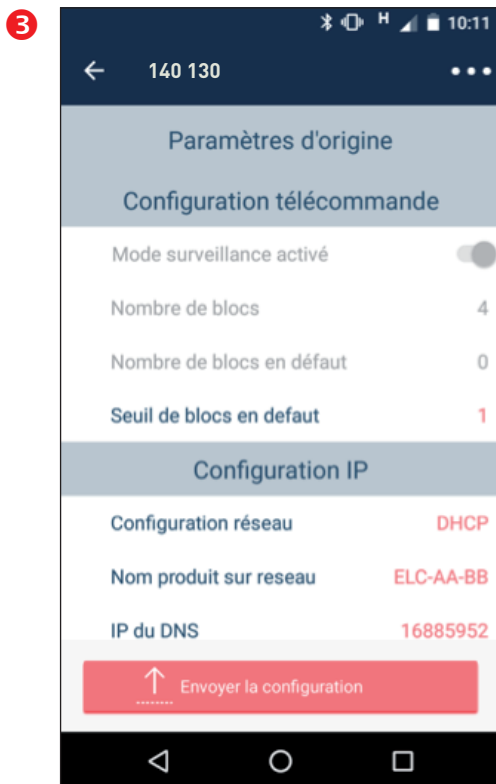 3
H 10:11
140 130
Paramètres d'origine
Configuration télécommande
Mode surveillance activé
Nombre de blocs 4
Nombre de blocs en défaut 0
Seuil de blocs en defaut 1
Configuration IP
Configuration réseau DHCP
Nom produit sur reseau ELC-AA-BB
IP du DNS 16885952
Envoyer la configuration